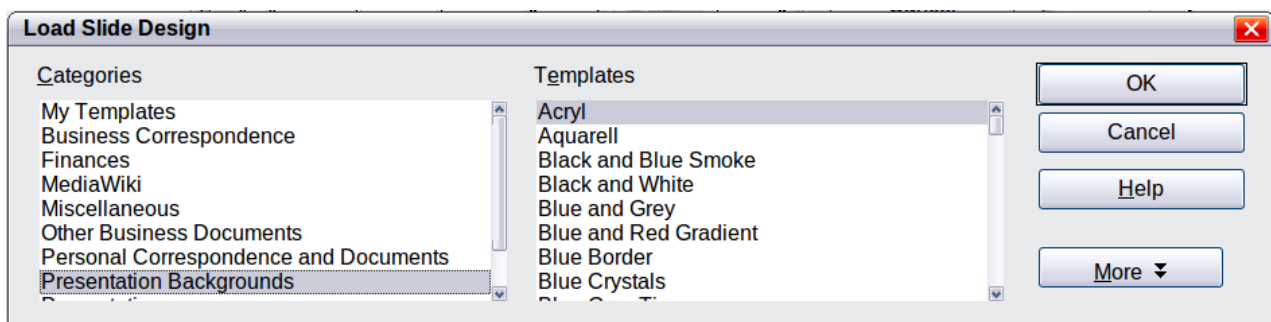 Load Slide Design
Categories
My Templates
Business Correspondence
Finances
MediaWiki
Miscellaneous
Other Business Documents
Personal Correspondence and Documents
Presentation Backgrounds
Templates
Acryl
Aquarell
Black and Blue Smoke
Black and White
Blue and Grey
Blue and Red Gradient
Blue Border
Blue Crystals
OK
Cancel
Help
More